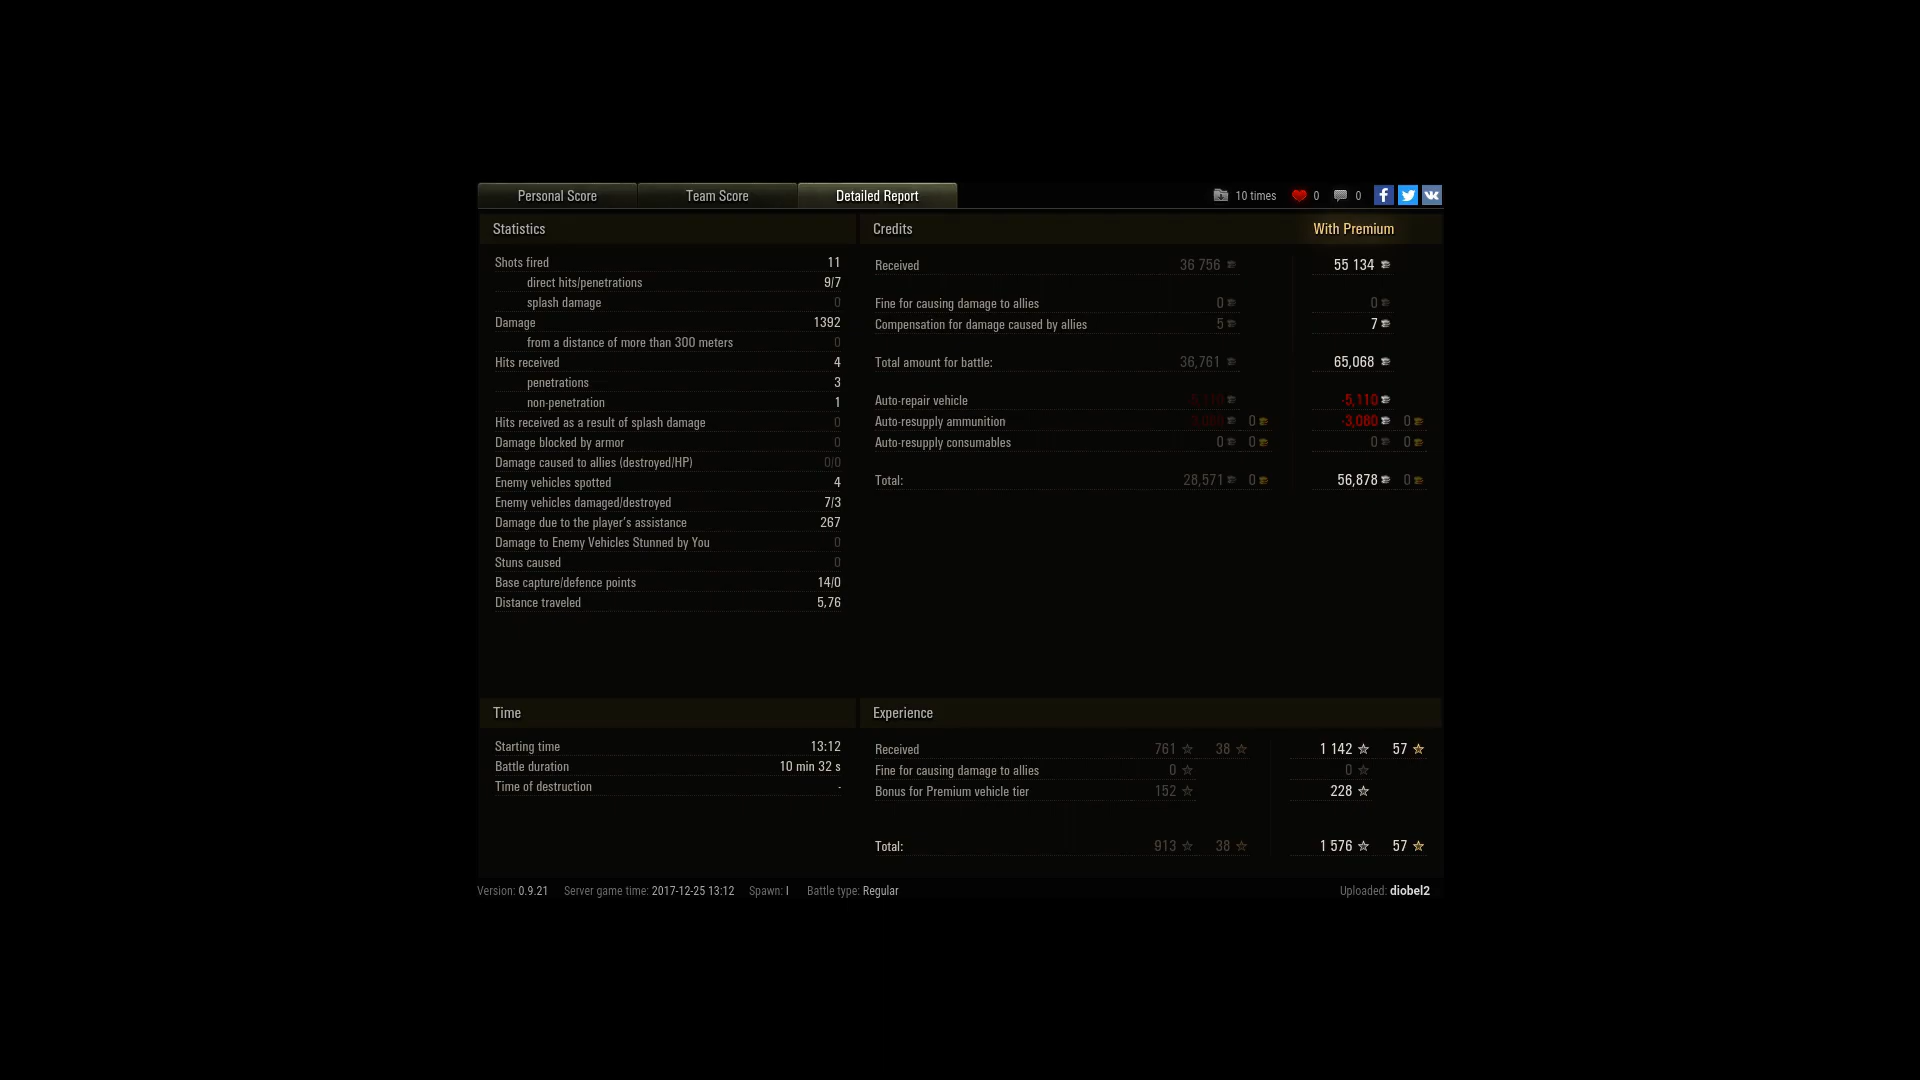 Personal Score Team Score Detailed Report 10 times 0 0
Statistics Credits With Premium
Shots fired 11
direct hits/penetrations 9/7
splash damage 0
Damage 1392
from a distance of more than 300 meters 0
Hits received 4
penetrations 3
non-penetration 1
Hits received as a result of splash damage 0
Damage blocked by armor 0
Damage caused to allies (destroyed/HP) 0/0
Enemy vehicles spotted 4
Enemy vehicles damaged/destroyed 7/3
Damage due to the player's assistance 267
Damage to Enemy Vehicles Stunned by You 0
Stuns caused 0
Base capture/defence points 14/0
Distance traveled 5,76
Received 36 756 55 134
Fine for causing damage to allies 0 0
Compensation for damage caused by allies 5 7
Total amount for battle: 36,761 65,068
Auto-repair vehicle -5,110 -5,110
Auto-resupply ammunition -3,080 0 -3,080 0
Auto-resupply consumables 0 0 0 0
Total: 28,571 0 56,878 0
Time
Starting time 13:12
Battle duration 10 min 32 s
Time of destruction -
Experience
Received 761 38 1 142 57
Fine for causing damage to allies 0 0
Bonus for Premium vehicle tier 152 228
Total: 913 38 1 576 57
Version: 0.9.21 Server game time: 2017-12-25 13:12 Spawn: I Battle type: Regular Uploaded: diobel2